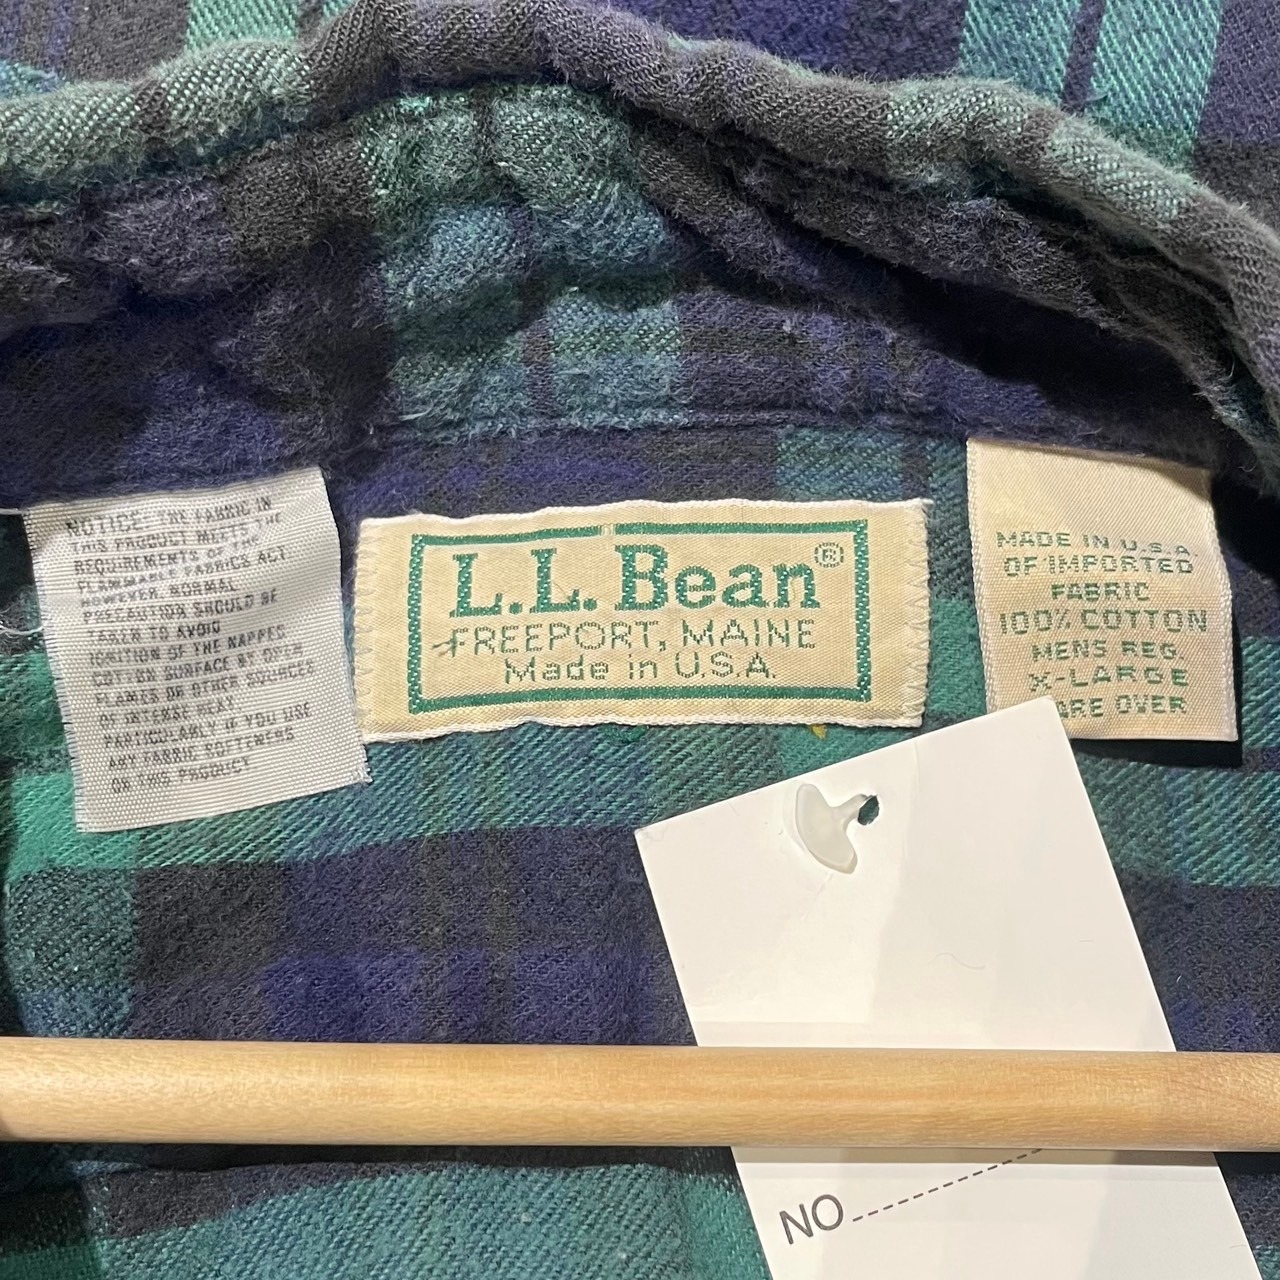 NOTICE: THE FABRIC IN
THIS PRODUCT MEETS THE
REQUIREMENTS OF THE
FLAMMABLE FABRICS ACT
HOWEVER, NORMAL
PRECAUTION SHOULD BE
TAKEN TO AVOID
IGNITION OF THE NAPPED
COTTON SURFACE BY OPEN
FLAMES OR OTHER SOURCES
OF INTENSE HEAT
PARTICULARLY IF YOU USE
ANY FABRIC SOFTENERS
ON THIS PRODUCT
L.L.Bean®
FREEPORT, MAINE
Made in U.S.A.
MADE IN U.S.A.
OF IMPORTED
FABRIC
100% COTTON
MENS REG.
X-LARGE
OVER
NO